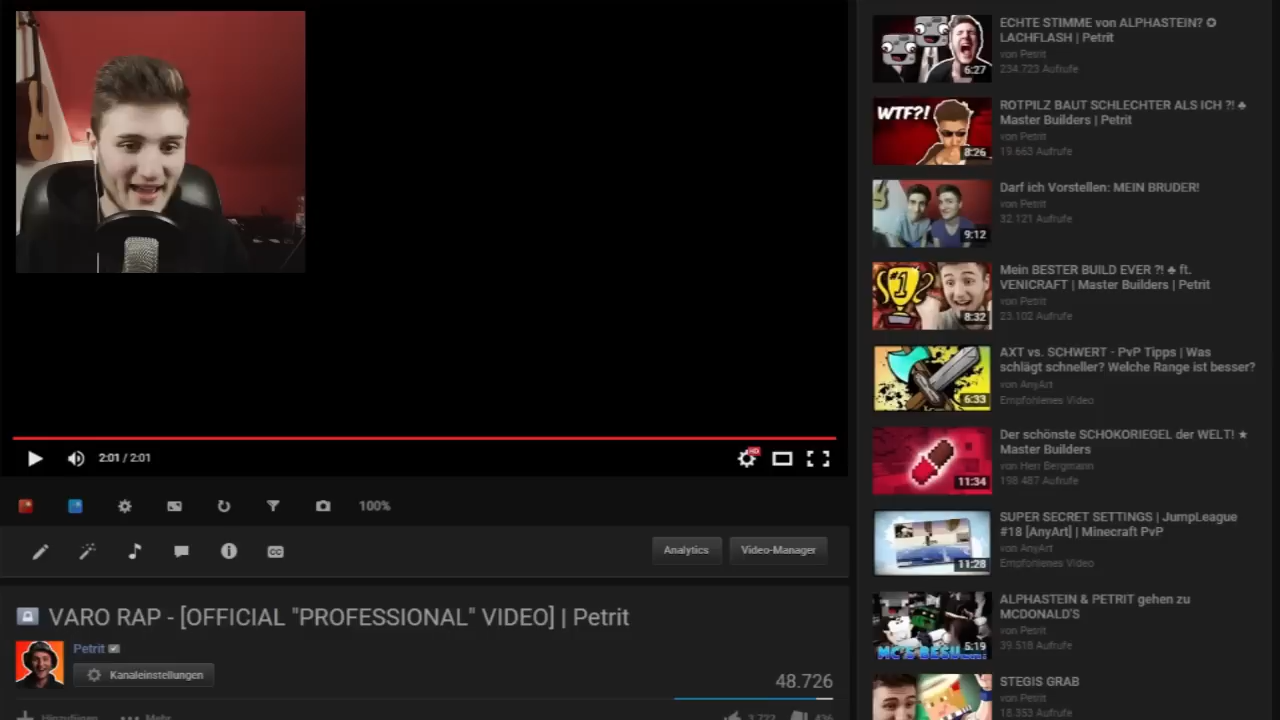 2:01 / 2:01
100%
Analytics
Video-Manager
VARO RAP - [OFFICIAL "PROFESSIONAL" VIDEO] | Petrit
Petrit
Kanaleinstellungen
48.726
Hinzufügen
Mehr
3.722
436
6:27
ECHTE STIMME von ALPHASTEIN? ✪
LACHFLASH | Petrit
von Petrit
234.723 Aufrufe
WTF?!
8:26
ROTPILZ BAUT SCHLECHTER ALS ICH ?! ♣
Master Builders | Petrit
von Petrit
19.663 Aufrufe
9:12
Darf ich Vorstellen: MEIN BRUDER!
von Petrit
32.121 Aufrufe
#1
8:32
Mein BESTER BUILD EVER ?! ♣ ft.
VENICRAFT | Master Builders | Petrit
von Petrit
23.102 Aufrufe
6:33
AXT vs. SCHWERT - PvP Tipps | Was
schlägt schneller? Welche Range ist besser?
von AnyArt
Empfohlenes Video
11:34
Der schönste SCHOKORIEGEL der WELT! ★
Master Builders
von Herr Bergmann
198.487 Aufrufe
11:28
SUPER SECRET SETTINGS | JumpLeague
#18 [AnyArt] | Minecraft PvP
von AnyArt
Empfohlenes Video
5:19
ALPHASTEIN & PETRIT gehen zu
MCDONALD'S
von Petrit
39.518 Aufrufe
STEGIS GRAB
von Petrit
18.353 Aufrufe